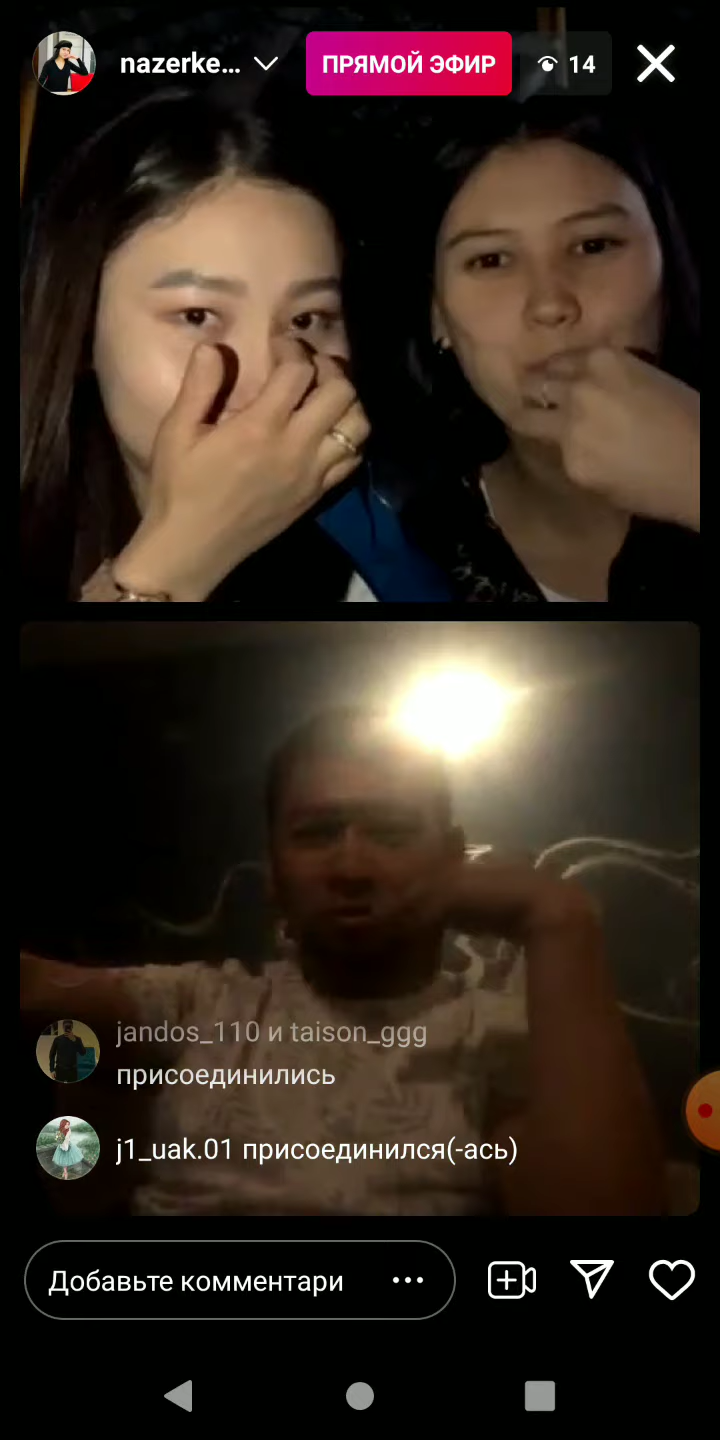 nazerke...
ПРЯМОЙ ЭФИР
14
jandos_110 и taison_ggg
присоединились
j1_uak.01 присоединился(-ась)
Добавьте комментари